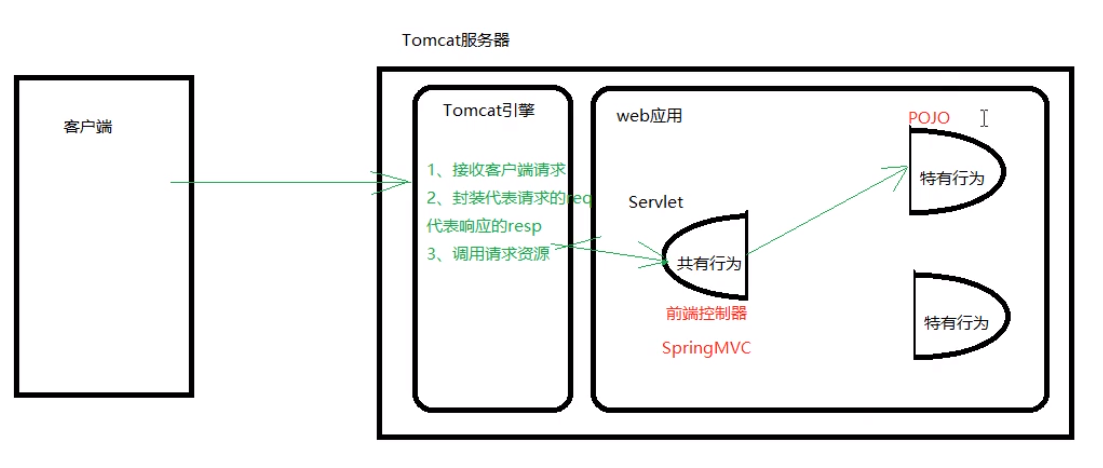 Tomcat服务器
客户端
Tomcat引擎
1、接收客户端请求
2、封装代表请求的req
代表响应的resp
3、调用请求资源
web应用
Servlet
共有行为
前端控制器
SpringMVC
POJO
特有行为
特有行为